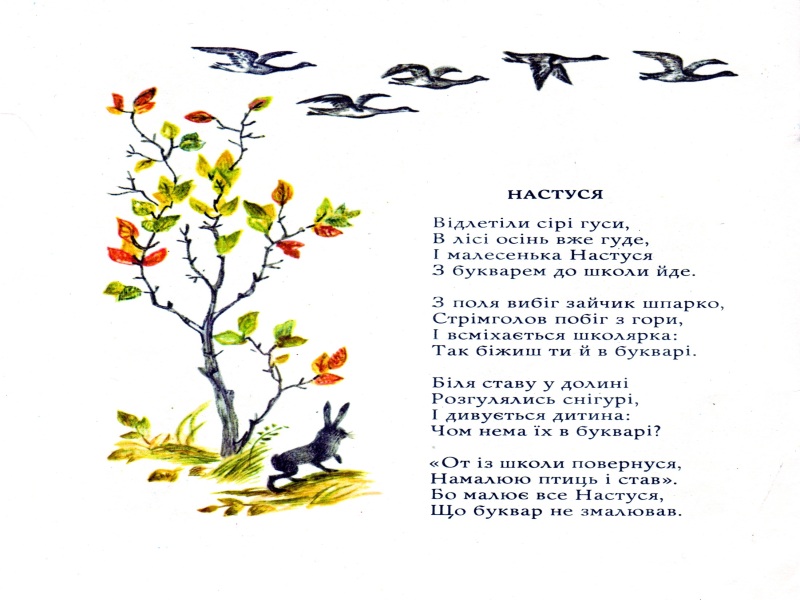 НАСТУСЯ
Відлетіли сірі гуси,
В лісі осінь вже гуде,
І малесенька Настуся
З букварем до школи йде.
З поля вибіг зайчик шпарко,
Стрімголов побіг з гори,
І всміхається школярка:
Так біжиш ти й в букварі.
Біля ставу у долині
Розгулялись снігурі,
І дивується дитина:
Чом нема їх в букварі?
«От із школи повернуся,
Намалюю птиць і став».
Бо малює все Настуся,
Що буквар не змалював.